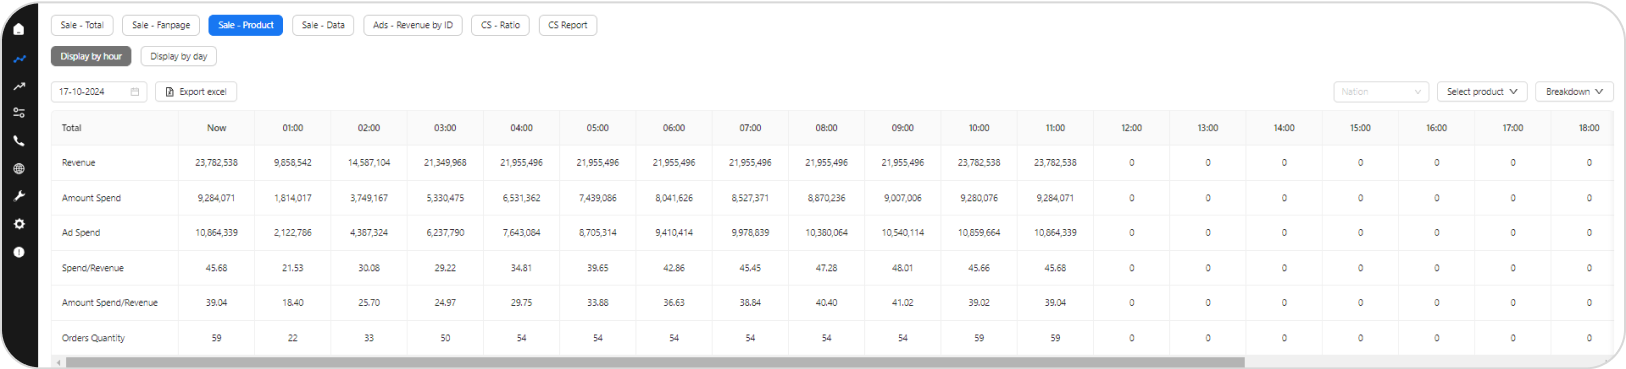 Sale - Total Sale - Fanpage Sale - Product Sale - Data Ads - Revenue by ID CS - Ratio CS Report
Display by hour Display by day
17-10-2024 Export excel Nation Select product Breakdown
Total Now 01:00 02:00 03:00 04:00 05:00 06:00 07:00 08:00 09:00 10:00 11:00 12:00 13:00 14:00 15:00 16:00 17:00 18:00
Revenue 23,782,538 9,858,542 14,587,104 21,349,968 21,955,496 21,955,496 21,955,496 21,955,496 21,955,496 21,955,496 23,782,538 23,782,538 0 0 0 0 0 0 0
Amount Spend 9,284,071 1,814,017 3,749,167 5,330,475 6,531,362 7,439,086 8,041,626 8,527,371 8,870,236 9,007,006 9,280,076 9,284,071 0 0 0 0 0 0 0
Ad Spend 10,864,339 2,122,786 4,387,324 6,237,790 7,643,084 8,705,314 9,410,414 9,978,839 10,380,064 10,540,114 10,859,664 10,864,339 0 0 0 0 0 0 0
Spend/Revenue 45.68 21.53 30.08 29.22 34.81 39.65 42.86 45.45 47.28 48.01 45.66 45.68 0 0 0 0 0 0 0
Amount Spend/Revenue 39.04 18.40 25.70 24.97 29.75 33.88 36.63 38.84 40.40 41.02 39.02 39.04 0 0 0 0 0 0 0
Orders Quantity 59 22 33 50 54 54 54 54 54 54 59 59 0 0 0 0 0 0 0